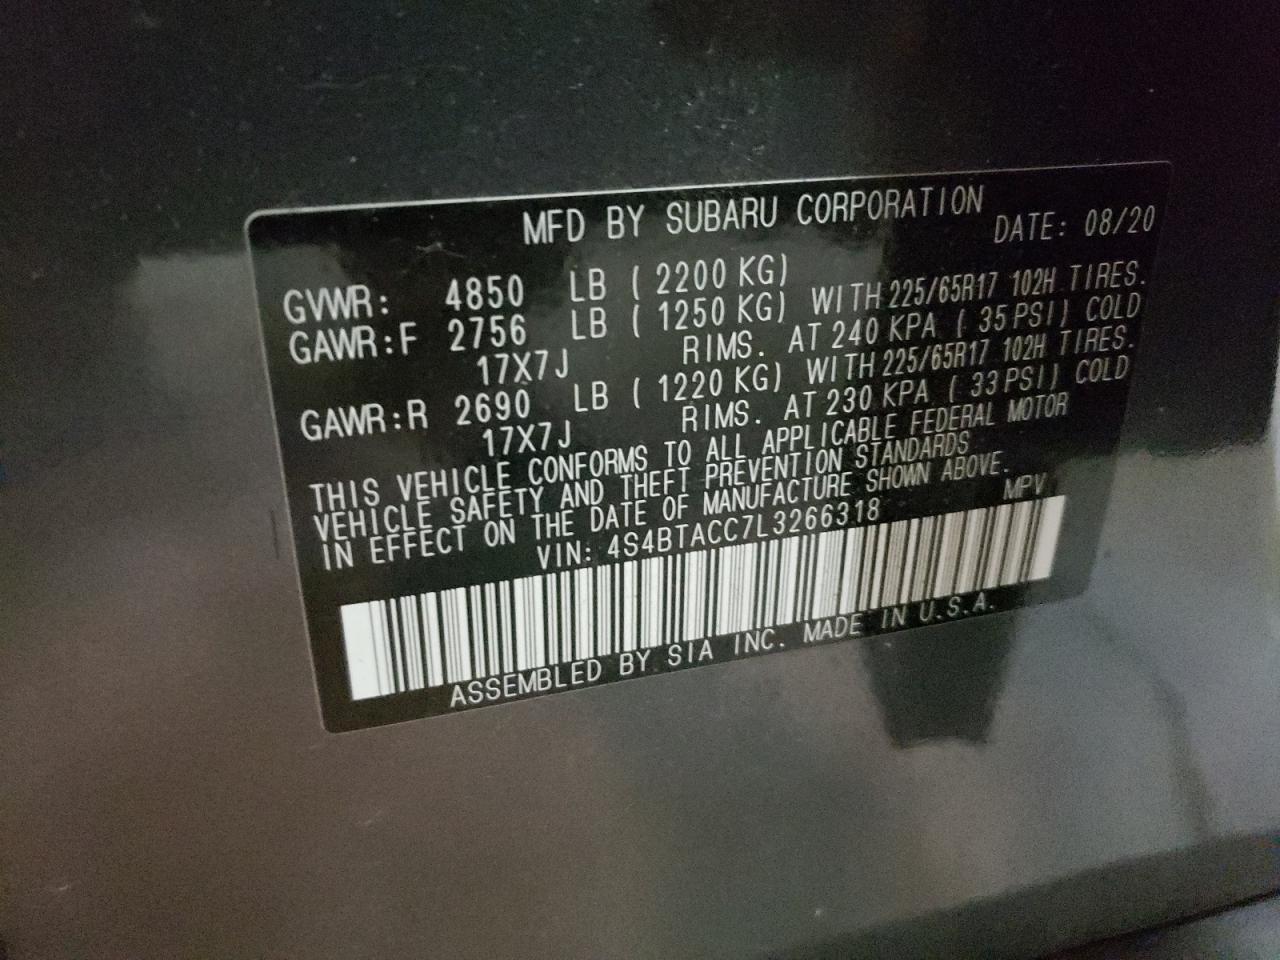 MFD BY SUBARU CORPORATION
DATE: 08/20
GVWR: 4850 LB ( 2200 KG)
GAWR:F 2756 LB ( 1250 KG) WITH 225/65R17 102H TIRES.
17X7J RIMS. AT 240 KPA ( 35 PSI) COLD
GAWR:R 2690 LB ( 1220 KG) WITH 225/65R17 102H TIRES.
17X7J RIMS. AT 230 KPA ( 33 PSI) COLD
THIS VEHICLE CONFORMS TO ALL APPLICABLE FEDERAL MOTOR
VEHICLE SAFETY AND THEFT PREVENTION STANDARDS
IN EFFECT ON THE DATE OF MANUFACTURE SHOWN ABOVE.
VIN: 4S4BTACC7L3266318 MPV
ASSEMBLED BY SIA INC. MADE IN U.S.A.